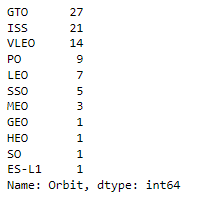 GTO 27
ISS 21
VLEO 14
PO 9
LEO 7
SSO 5
MEO 3
GEO 1
HEO 1
SO 1
ES-L1 1
Name: Orbit, dtype: int64